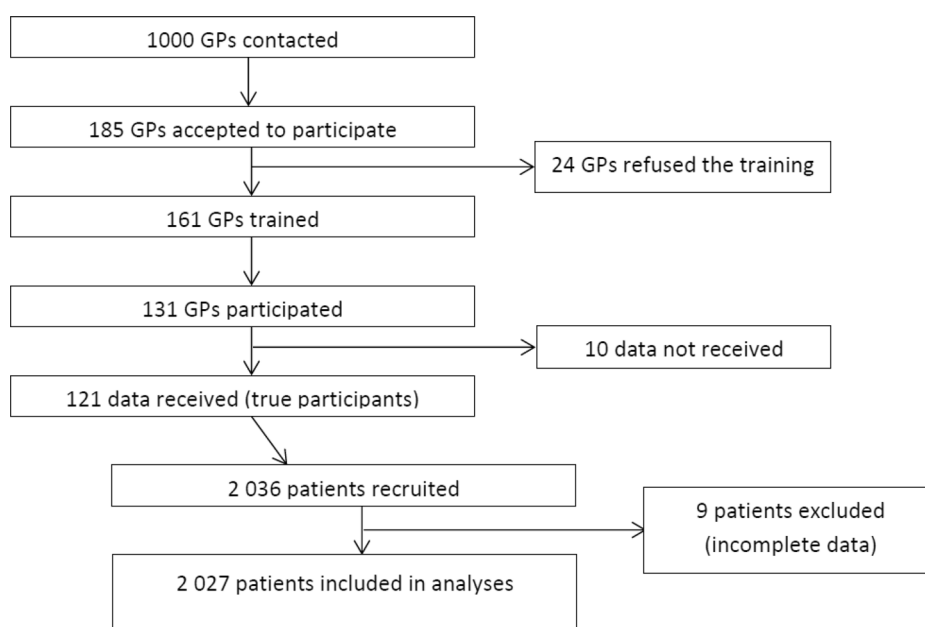 1000 GPs contacted
185 GPs accepted to participate
24 GPs refused the training
161 GPs trained
131 GPs participated
10 data not received
121 data received (true participants)
2 036 patients recruited
9 patients excluded
(incomplete data)
2 027 patients included in analyses